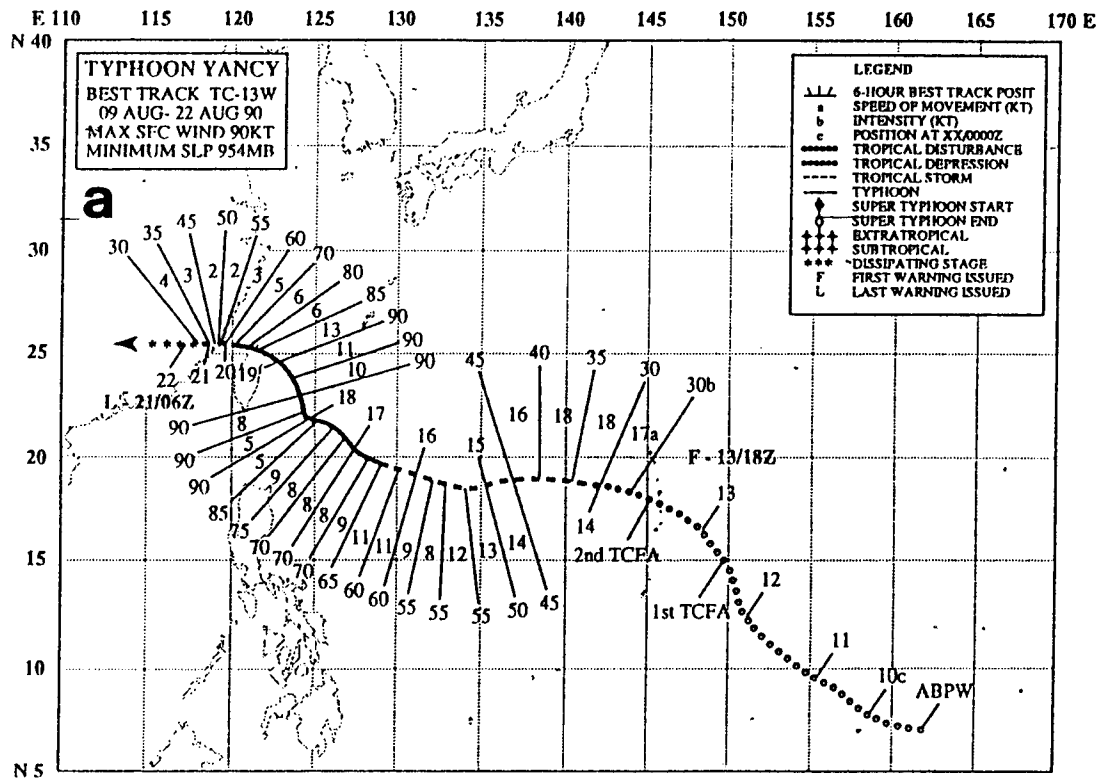 E 110 115 120 125 130 135 140 145 150 155 160 165 170 E
N 40
35
30
25
20
15
10
N 5
TYPHOON YANCY
BEST TRACK TC-13W
09 AUG- 22 AUG 90
MAX SFC WIND 90KT
MINIMUM SLP 954MB
a
LEGEND
6-HOUR BEST TRACK POSIT
a SPEED OF MOVEMENT (KT)
b INTENSITY (KT)
c POSITION AT XX/0000Z
TROPICAL DISTURBANCE
TROPICAL DEPRESSION
TROPICAL STORM
TYPHOON
SUPER TYPHOON START
SUPER TYPHOON END
EXTRATROPICAL
SUBTROPICAL
*** DISSIPATING STAGE
F FIRST WARNING ISSUED
L LAST WARNING ISSUED
30 35 45 50 55 60 70 80 85 90 90 90
4 3 2 2 3 5 6 6 13 11 10
22 21 20 19
L - 21/06Z
90 90 90 85 75 70 70 70 65 60 60 55 55 55 50 45
8 5 5 9 8 8 8 9 11 11 9 8 12 13 14
18 17 16 15
45 40 35 30 30b
16 18 18 17a
F - 13/18Z
14
2nd TCFA
13
1st TCFA
12
11
10c
ABPW